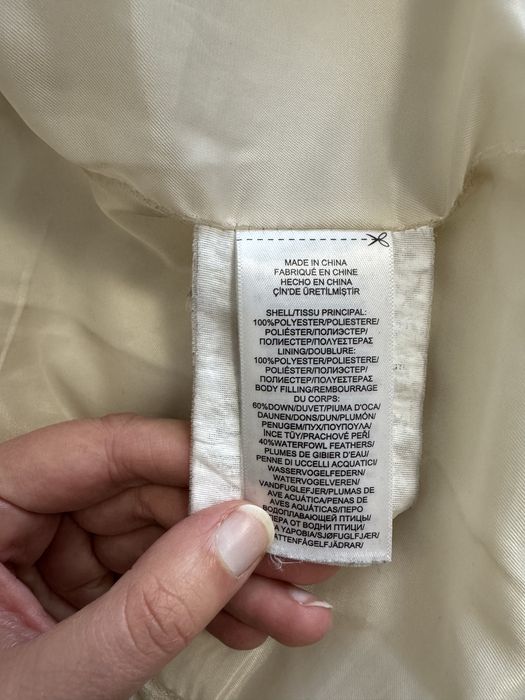 MADE IN CHINA
FABRIQUÉ EN CHINE
HECHO EN CHINA
ÇİN'DE ÜRETİLMİŞTİR
SHELL/TISSU PRINCIPAL:
100%POLYESTER/POLIESTERE/
POLIÉSTER/ПОЛИЭСТЕР/
ПОЛИЕСТЕР/ΠΟΛΥΕΣΤΕΡΑΣ
LINING/DOUBLURE:
100%POLYESTER/POLIESTERE/
POLIÉSTER/ПОЛИЭСТЕР/
ПОЛИЕСТЕР/ΠΟΛΥΕΣΤΕΡΑΣ
BODY FILLING/REMBOURRAGE
DU CORPS:
60%DOWN/DUVET/PIUMA D'OCA/
DAUNEN/DONS/DUN/PLUMÓN/
PENUGEM/ПУХ/ΠΟΥΠΟΥΛΑ/
İNCE TÜY/PRACHOVÉ PEŘÍ
40%WATERFOWL FEATHERS/
PLUMES DE GIBIER D'EAU/
PENNE DI UCCELLI ACQUATICI/
WASSERVOGELFEDERN/
WATERVOGELVEREN/
VANDFUGLEFJER/PLUMAS DE
AVE ACUÁTICA/PENAS DE
AVES AQUÁTICAS/ПЕРО
ВОДОПЛАВАЮЩЕЙ ПТИЦЫ/
ПЕРА ОТ ВОДНИ ПТИЦИ/
ΥΔΡΟΒΙΑ/SJØFUGLFJÆR/